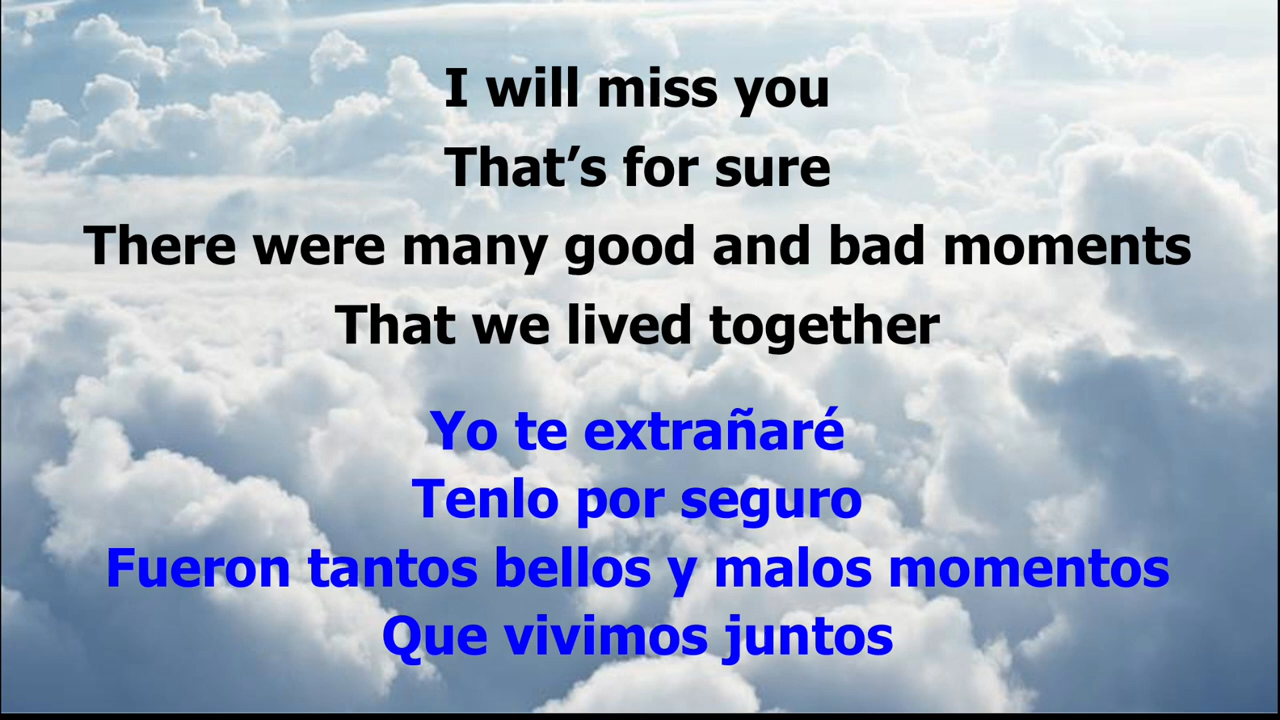 I will miss you
That’s for sure
There were many good and bad moments
That we lived together
Yo te extrañaré
Tenlo por seguro
Fueron tantos bellos y malos momentos
Que vivimos juntos